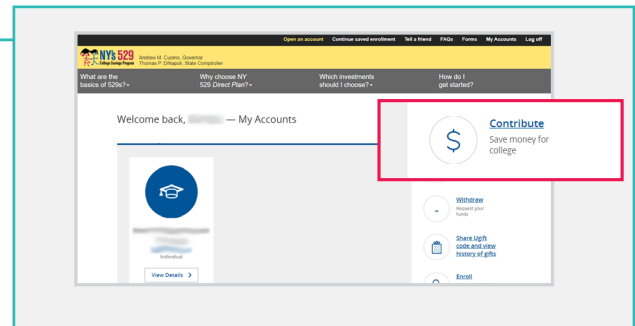 Open an account Continue saved enrollment Tell a friend FAQs Forms My Accounts Log off
NY's 529
College Savings Program
Andrew M. Cuomo, Governor
Thomas P. DiNapoli, State Comptroller
What are the
basics of 529s?
Why choose NY
529 Direct Plan?
Which investments
should I choose?
How do I
get started?
Welcome back, — My Accounts
Contribute
Save money for
college
Withdraw
Request your
funds
Share Ugift
code and view
history of gifts
Enroll
Individual
View Details